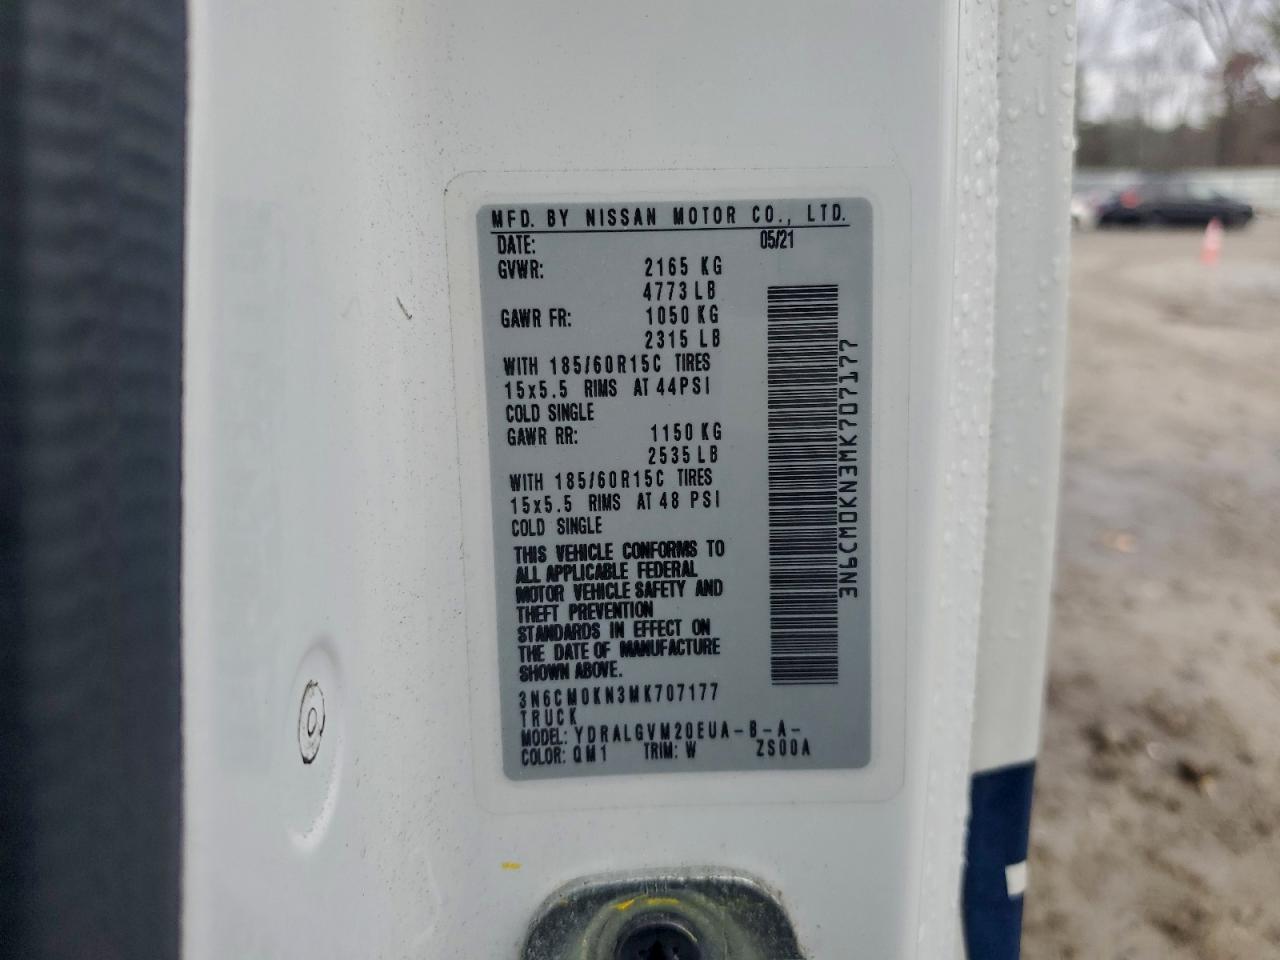 MFD. BY NISSAN MOTOR CO., LTD.
DATE: 05/21
GVWR: 2165 KG
4773 LB
GAWR FR: 1050 KG
2315 LB
WITH 185/60R15C TIRES
15x5.5 RIMS AT 44PSI
COLD SINGLE
GAWR RR: 1150 KG
2535 LB
WITH 185/60R15C TIRES
15x5.5 RIMS AT 48 PSI
COLD SINGLE
THIS VEHICLE CONFORMS TO
ALL APPLICABLE FEDERAL
MOTOR VEHICLE SAFETY AND
THEFT PREVENTION
STANDARDS IN EFFECT ON
THE DATE OF MANUFACTURE
SHOWN ABOVE.
3N6CM0KN3MK707177
TRUCK
MODEL: YDRALGVM20EUA-B-A-
COLOR: QM1 TRIM: W ZS00A
3N6CM0KN3MK707177